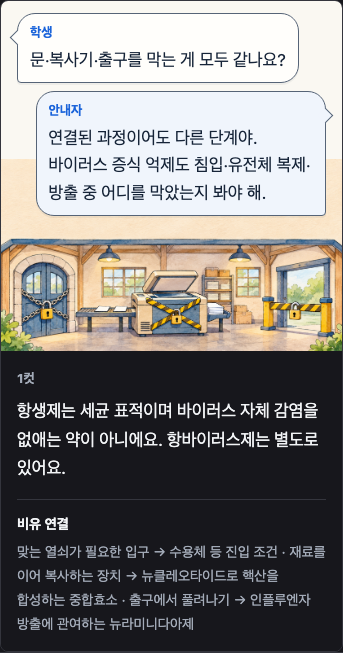 학생
문·복사기·출구를 막는 게 모두 같나요?
안내자
연결된 과정이어도 다른 단계야.
바이러스 증식 억제도 침입·유전체 복제·
방출 중 어디를 막았는지 봐야 해.
1컷
항생제는 세균 표적이며 바이러스 자체 감염을
없애는 약이 아니에요. 항바이러스제는 별도로
있어요.
비유 연결
맞는 열쇠가 필요한 입구 → 수용체 등 진입 조건 · 재료를
이어 복사하는 장치 → 뉴클레오타이드로 핵산을
합성하는 중합효소 · 출구에서 풀려나기 → 인플루엔자
방출에 관여하는 뉴라미니다아제